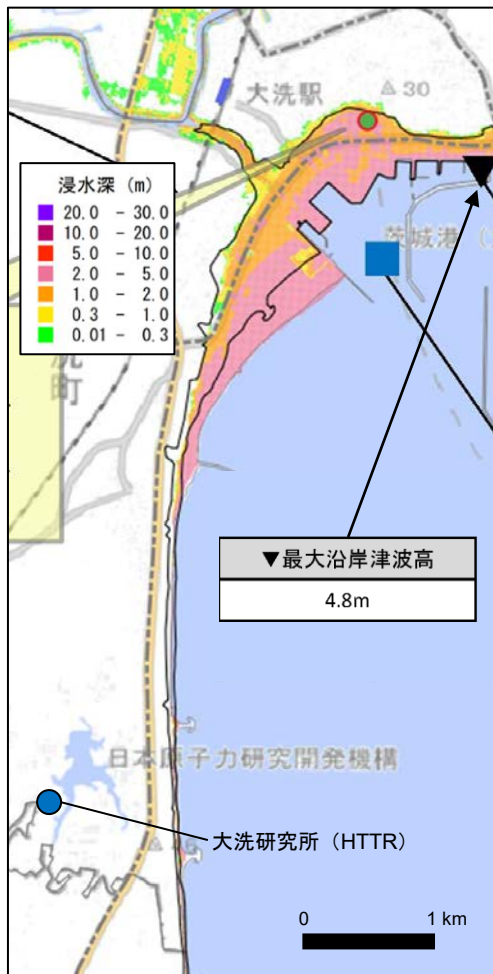 大洗駅
30
浸水深（m）
20.0 － 30.0
10.0 － 20.0
5.0 － 10.0
2.0 － 5.0
1.0 － 2.0
0.3 － 1.0
0.01 － 0.3
茨城港（
町
▼最大沿岸津波高
4.8m
日本原子力研究開発機構
大洗研究所（HTTR）
0 1 km